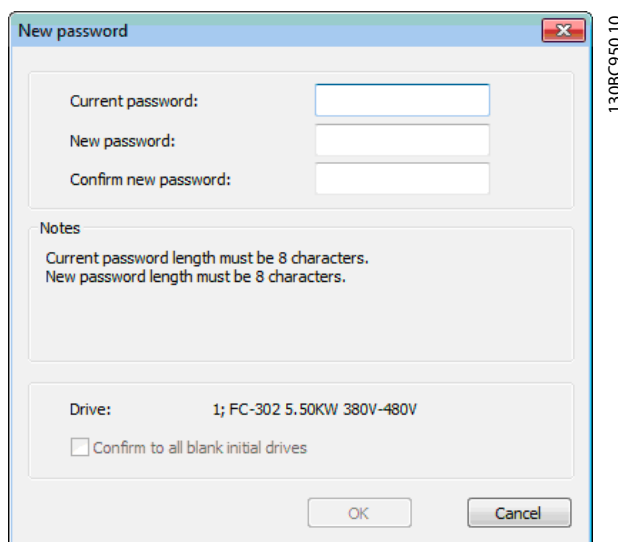 New password
Current password:
New password:
Confirm new password:
Notes
Current password length must be 8 characters.
New password length must be 8 characters.
Drive: 1; FC-302 5.50KW 380V-480V
Confirm to all blank initial drives
OK Cancel
130BC950.10